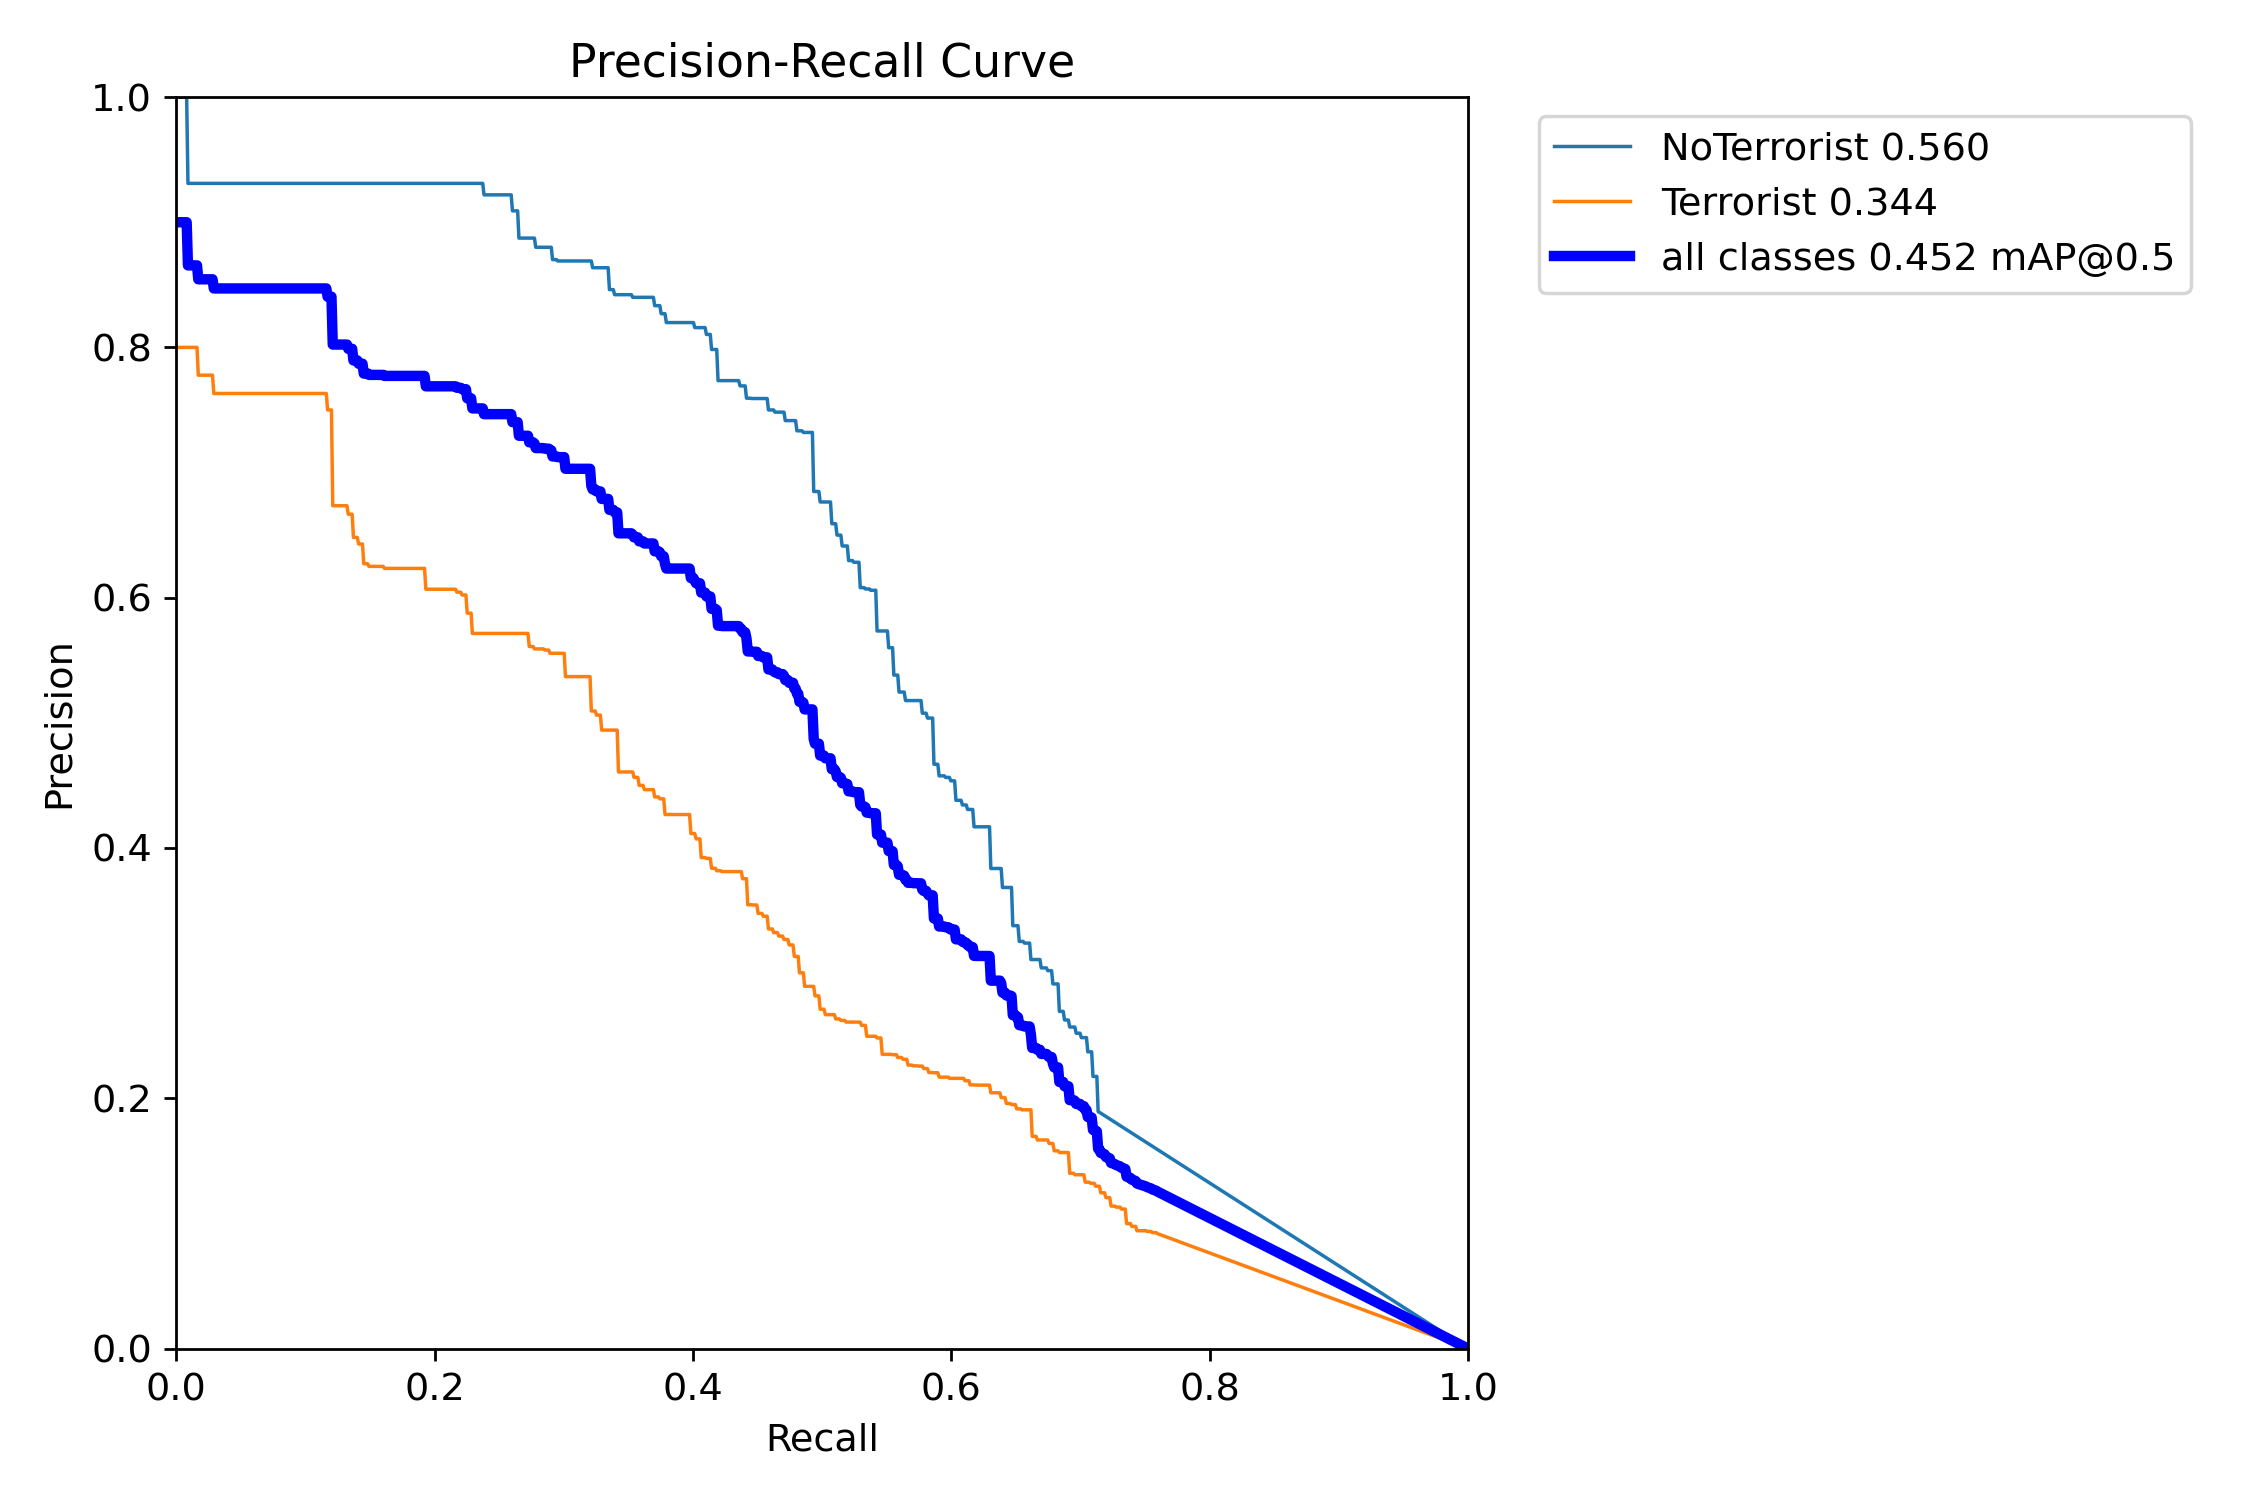 Precision-Recall Curve
1.0
0.8
0.6
0.4
0.2
0.0
Precision
0.0 0.2 0.4 0.6 0.8 1.0
Recall
NoTerrorist 0.560
Terrorist 0.344
all classes 0.452 mAP@0.5